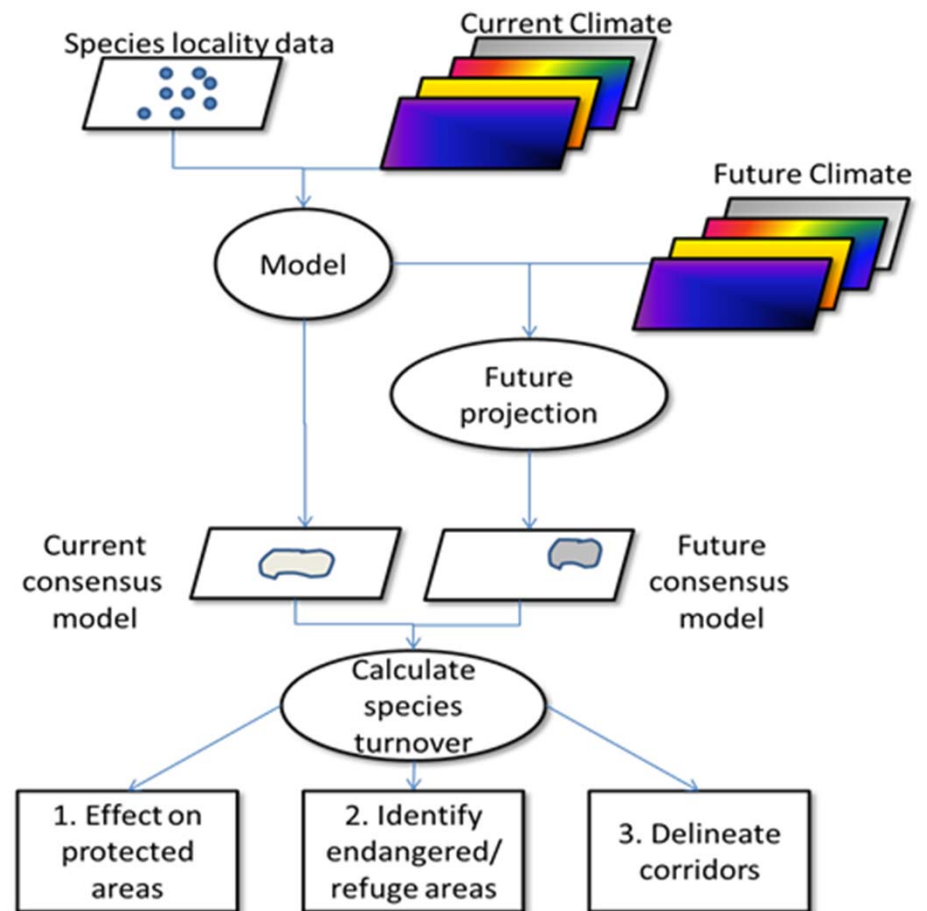 Species locality data
Current Climate
Future Climate
Model
Future
projection
Current
consensus
model
Future
consensus
model
Calculate
species
turnover
1. Effect on
protected
areas
2. Identify
endangered/
refuge areas
3. Delineate
corridors